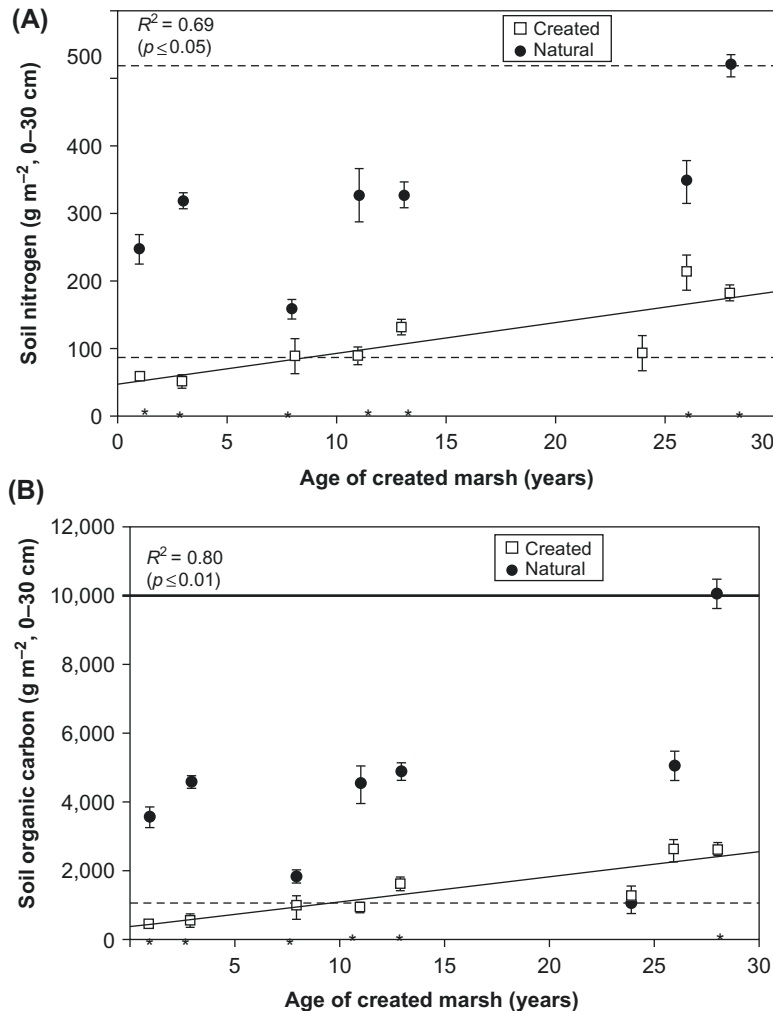 (A)
R² = 0.69
(p ≤ 0.05)
Created
Natural
Soil nitrogen (g m⁻², 0–30 cm)
500
400
300
200
100
0
* * * * * * *
0 5 10 15 20 25 30
Age of created marsh (years)
(B)
R² = 0.80
(p ≤ 0.01)
Created
Natural
Soil organic carbon (g m⁻², 0–30 cm)
12,000
10,000
8,000
6,000
4,000
2,000
0
* * * * * *
5 10 15 20 25 30
Age of created marsh (years)